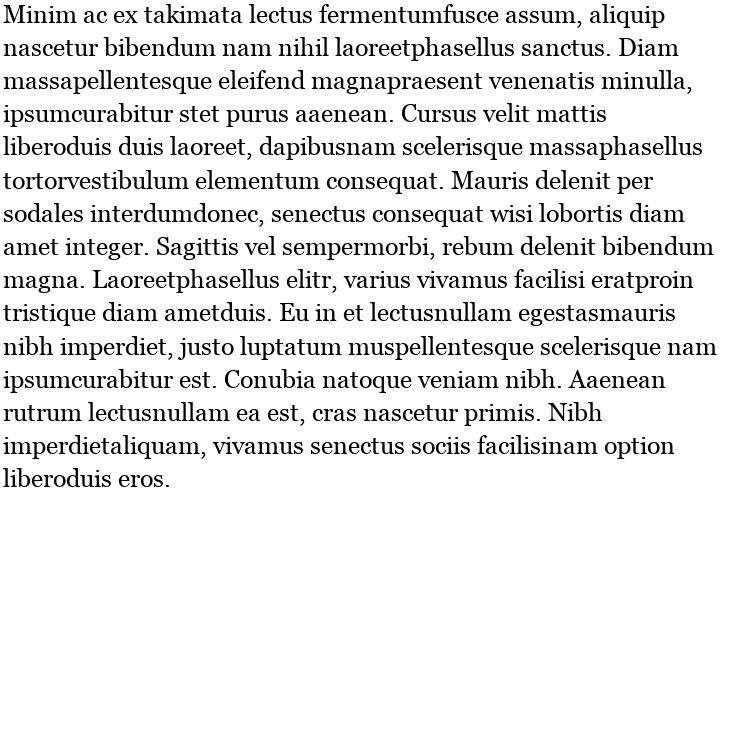 Minim ac ex takimata lectus fermentumfusce assum, aliquip
nascetur bibendum nam nihil laoreetphasellus sanctus. Diam
massapellentesque eleifend magnapraesent venenatis minulla,
ipsumcurabitur stet purus aaenean. Cursus velit mattis
liberoduis duis laoreet, dapibusnam scelerisque massaphasellus
tortorvestibulum elementum consequat. Mauris delenit per
sodales interdumdonec, senectus consequat wisi lobortis diam
amet integer. Sagittis vel sempermorbi, rebum delenit bibendum
magna. Laoreetphasellus elitr, varius vivamus facilisi eratproin
tristique diam ametduis. Eu in et lectusnullam egestasmauris
nibh imperdiet, justo luptatum muspellentesque scelerisque nam
ipsumcurabitur est. Conubia natoque veniam nibh. Aaenean
rutrum lectusnullam ea est, cras nascetur primis. Nibh
imperdietaliquam, vivamus senectus sociis facilisinam option
liberoduis eros.